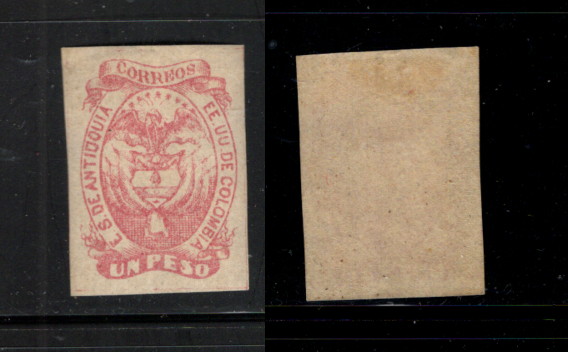 CORREOS
E. S. DE ANTIOQUIA
EE. UU DE COLOMBIA
UN PESO